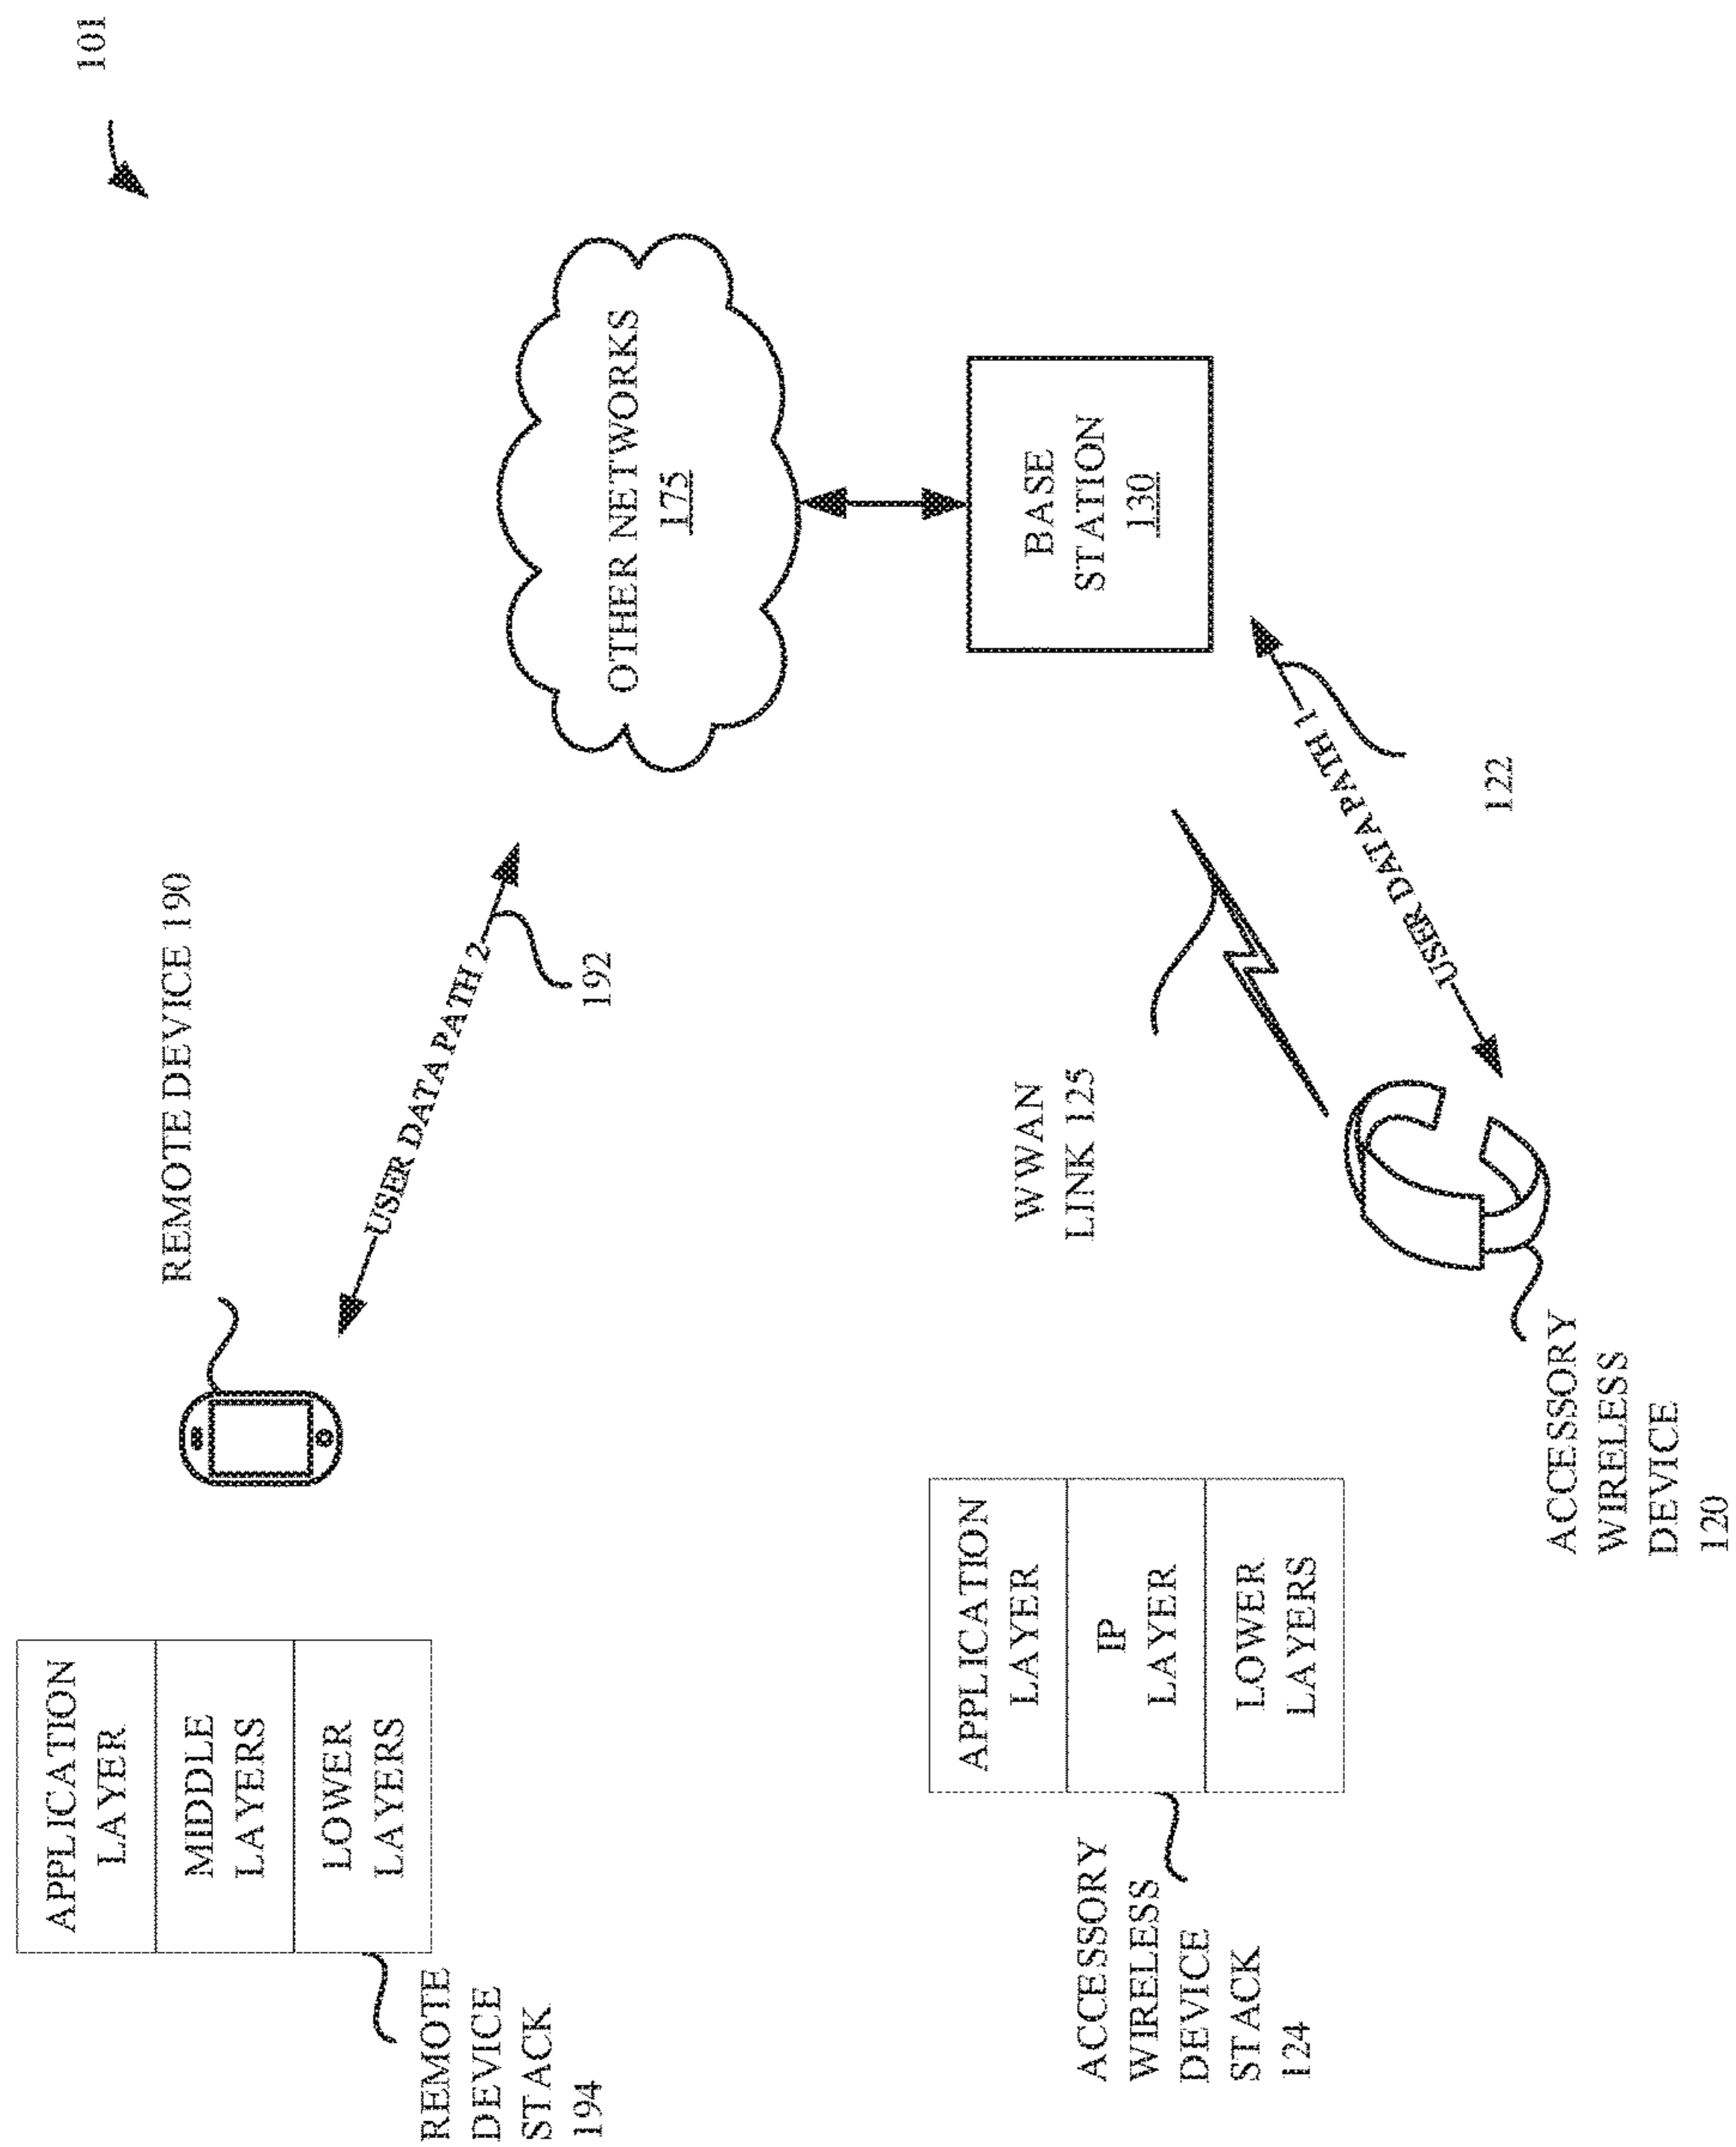 101
REMOTE DEVICE 190
APPLICATION
LAYER
MIDDLE
LAYERS
LOWER
LAYERS
REMOTE
DEVICE
STACK
194
USER DATA PATH 2
192
OTHER NETWORKS
175
BASE
STATION
130
WWAN
LINK 125
USER DATA PATH 1
122
APPLICATION
LAYER
IP
LAYER
LOWER
LAYERS
ACCESSORY
WIRELESS
DEVICE
STACK
124
ACCESSORY
WIRELESS
DEVICE
120